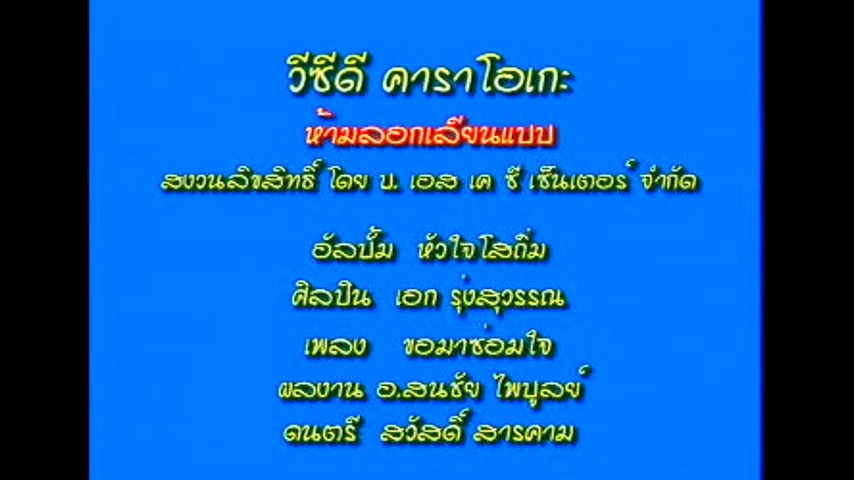 วีซีดี คาราโอเกะ
ห้ามลอกเลียนแบบ
สงวนลิขสิทธิ์ โดย บ. เอส เค ซี เซ็นเตอร์ จำกัด
อัลบั้ม หัวใจโสถิ่ม
ศิลปิน เอก รุ่งสุวรรณ
เพลง ขอมาซ่อมใจ
ผลงาน อ.สนชัย ไพบูลย์
ดนตรี สวัสดิ์ สารคาม